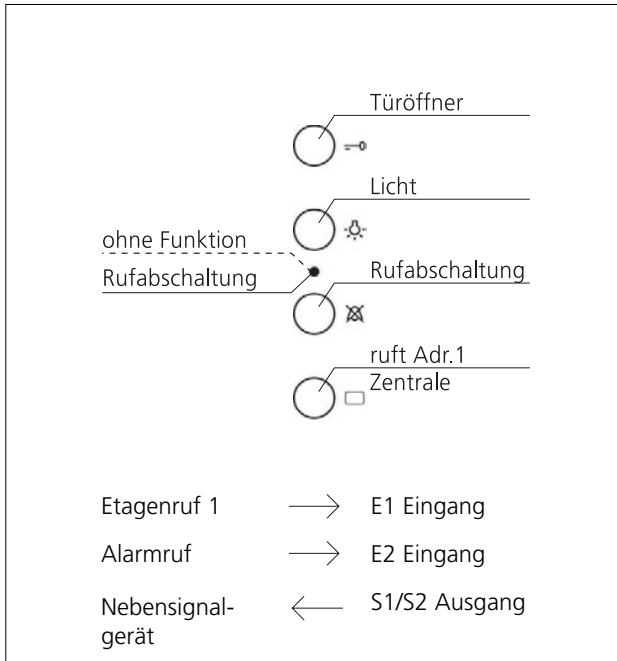 Türöffner
Licht
ohne Funktion
Rufabschaltung
Rufabschaltung
ruft Adr.1
Zentrale
Etagenruf 1 E1 Eingang
Alarmruf E2 Eingang
Nebensignal- S1/S2 Ausgang
gerät